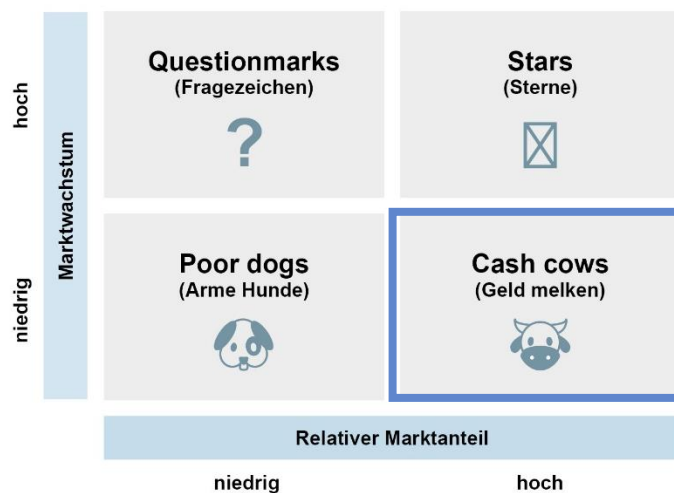 hoch
Marktwachstum
niedrig
Questionmarks
(Fragezeichen)
?
Stars
(Sterne)
Poor dogs
(Arme Hunde)
Cash cows
(Geld melken)
Relativer Marktanteil
niedrig
hoch